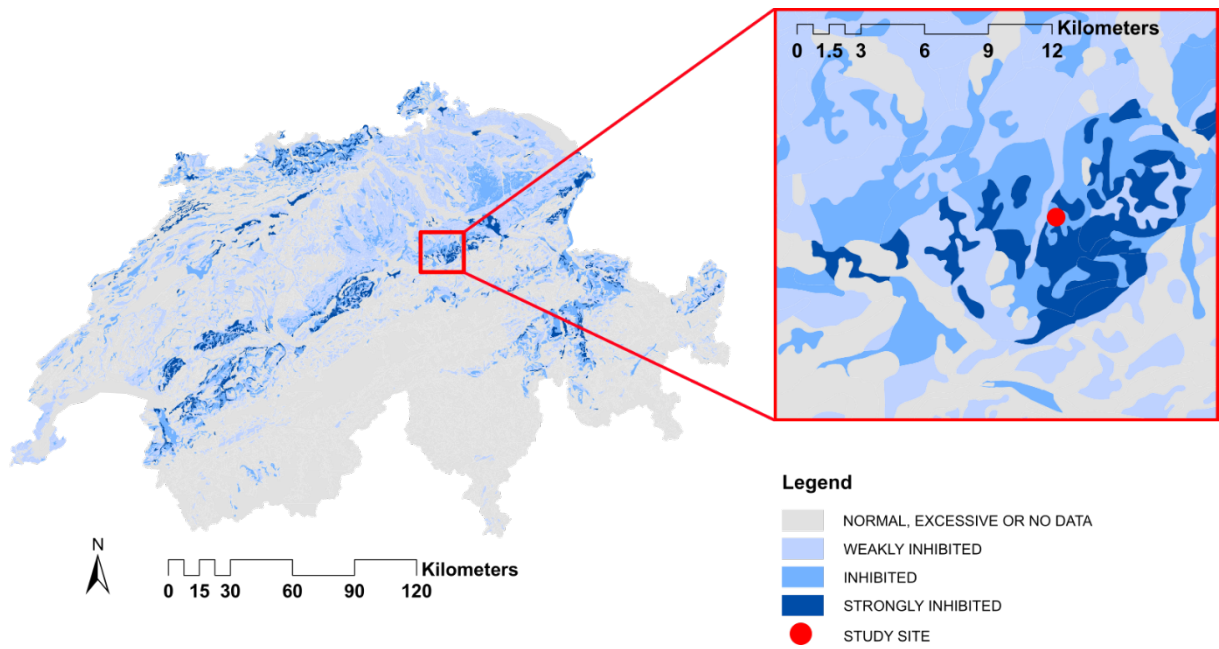 Kilometers
0 1.5 3 6 9 12
N
Kilometers
0 15 30 60 90 120
Legend
NORMAL, EXCESSIVE OR NO DATA
WEAKLY INHIBITED
INHIBITED
STRONGLY INHIBITED
STUDY SITE